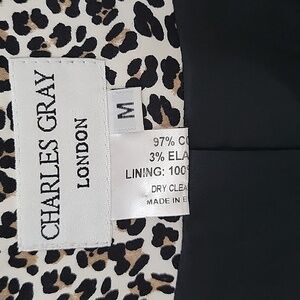 CHARLES GRAY
LONDON
M
97% CO
3% ELA
LINING: 100%
DRY CLEA
MADE IN E